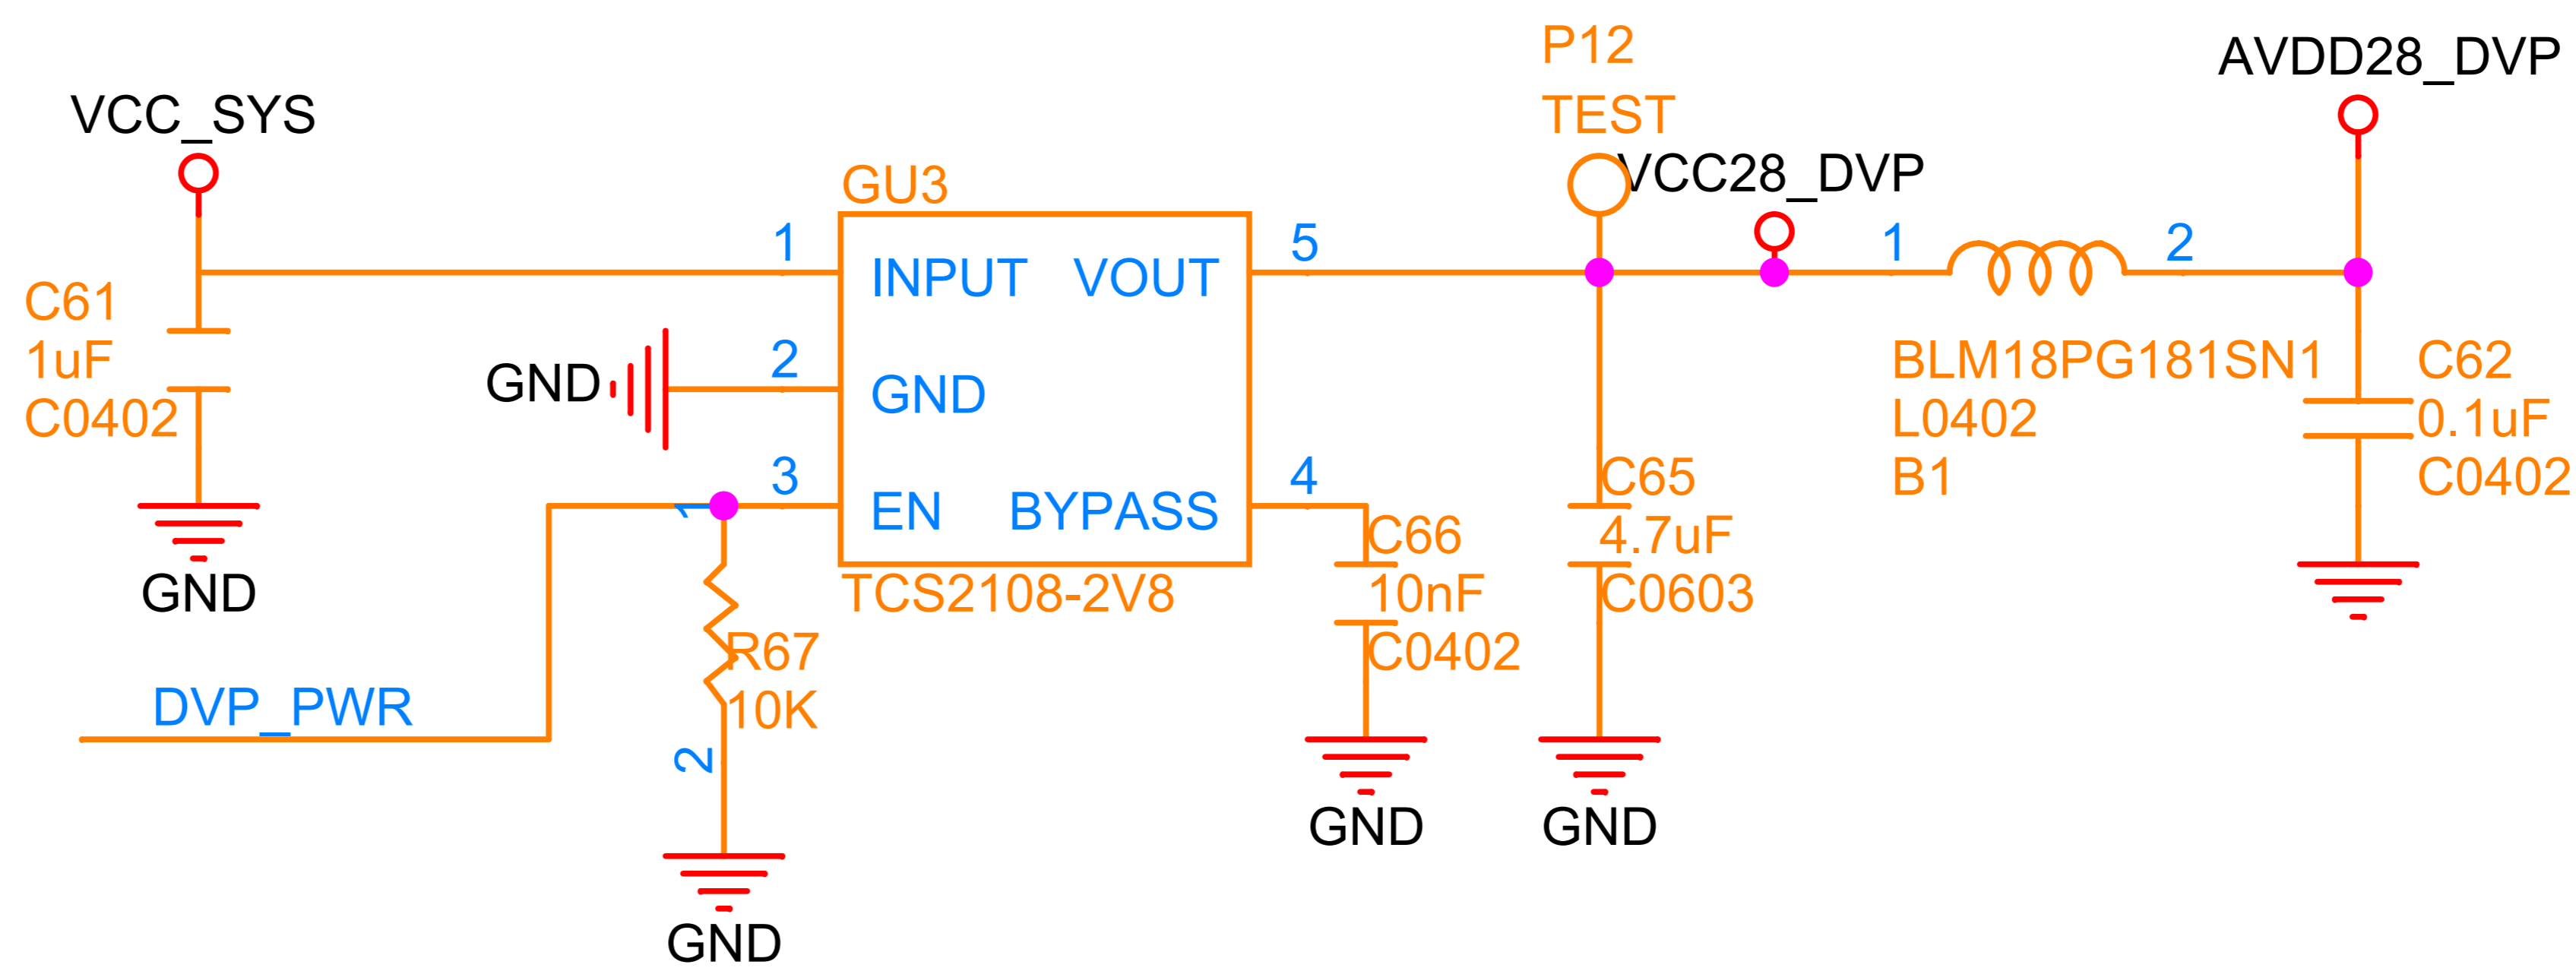 P12
TEST
AVDD28_DVP
VCC_SYS
VCC28_DVP
GU3
1
INPUT
VOUT
5
1
2
C61
1uF
C0402
GND
2
GND
BLM18PG181SN1
L0402
B1
C62
0.1uF
C0402
1
3
EN
BYPASS
4
TCS2108-2V8
C66
10nF
C0402
C65
4.7uF
C0603
GND
R67
10K
2
DVP_PWR
GND
GND
GND